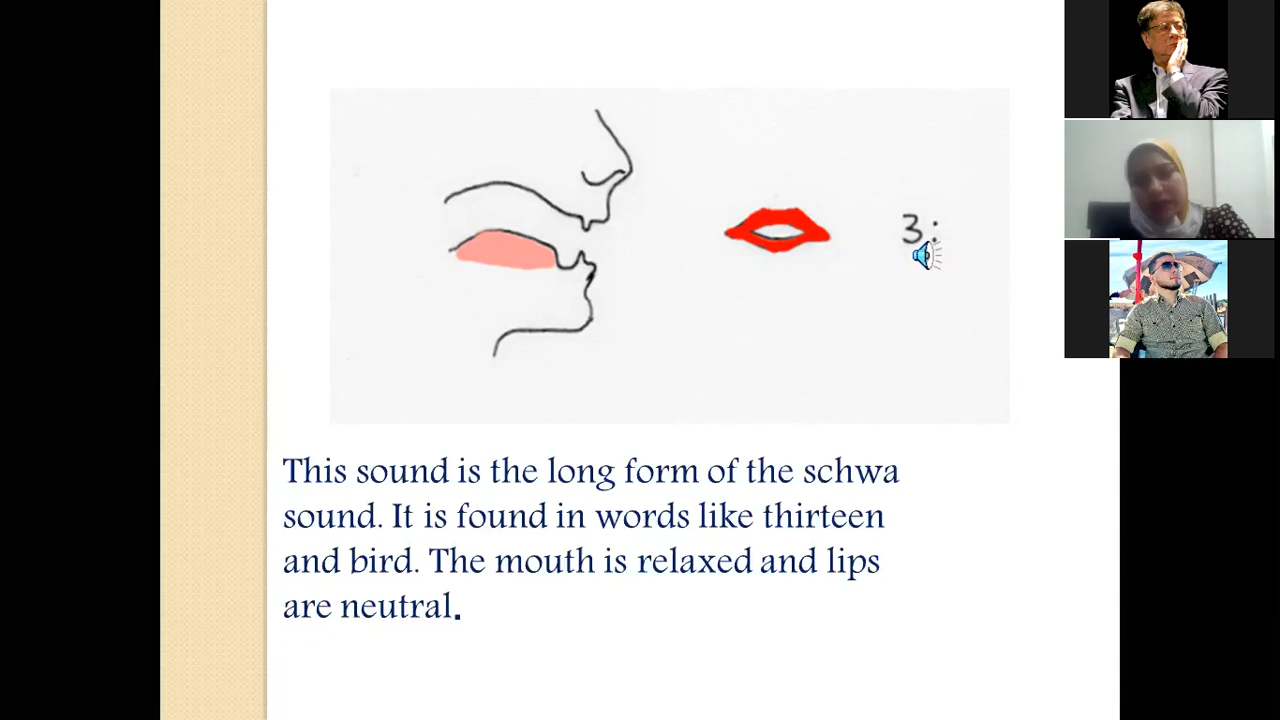 3:
This sound is the long form of the schwa
sound. It is found in words like thirteen
and bird. The mouth is relaxed and lips
are neutral.